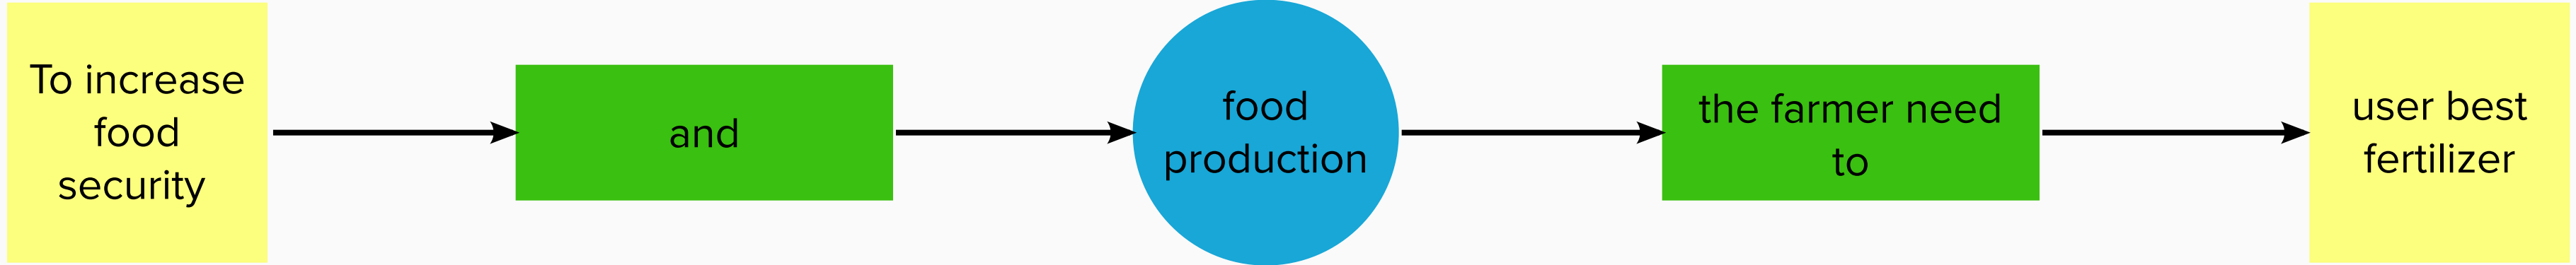 To increase
food
security
and
food
production
the farmer need
to
user best
fertilizer